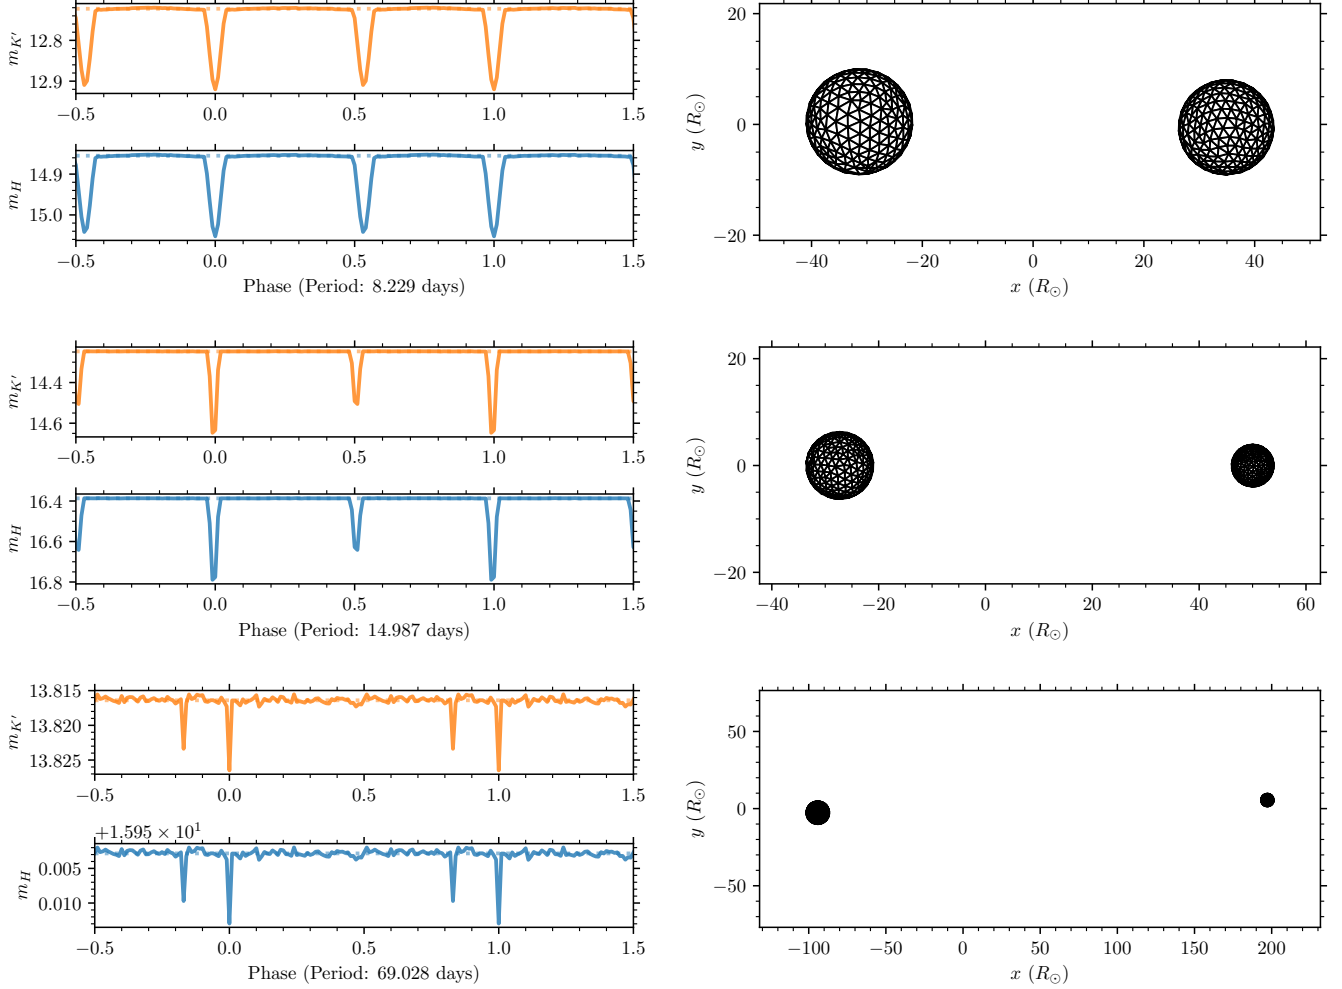 12.8
12.9
m_{K′}
−0.5 0.0 0.5 1.0 1.5
14.9
15.0
m_H
−0.5 0.0 0.5 1.0 1.5
Phase (Period: 8.229 days)
20
0
−20
y (R_⊙)
−40 −20 0 20 40
x (R_⊙)
14.4
14.6
m_{K′}
−0.5 0.0 0.5 1.0 1.5
16.4
16.6
16.8
m_H
−0.5 0.0 0.5 1.0 1.5
Phase (Period: 14.987 days)
20
0
−20
y (R_⊙)
−40 −20 0 20 40 60
x (R_⊙)
13.815
13.820
13.825
m_{K′}
−0.5 0.0 0.5 1.0 1.5
+1.595 × 10¹
0.005
0.010
m_H
−0.5 0.0 0.5 1.0 1.5
Phase (Period: 69.028 days)
50
0
−50
y (R_⊙)
−100 −50 0 50 100 150 200
x (R_⊙)